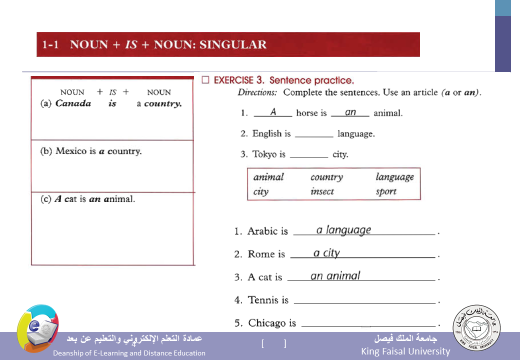 1-1 NOUN + IS + NOUN: SINGULAR
NOUN + IS + NOUN
(a) Canada is a country.
(b) Mexico is a country.
(c) A cat is an animal.
□ EXERCISE 3. Sentence practice.
Directions: Complete the sentences. Use an article (a or an).
1. A horse is an animal.
2. English is ________ language.
3. Tokyo is ________ city.
animal country language
city insect sport
1. Arabic is a language.
2. Rome is a city.
3. A cat is an animal.
4. Tennis is ________.
5. Chicago is ________.
عمادة التعلم الإلكتروني والتعليم عن بعد
Deanship of E-Learning and Distance Education
[ ]
جامعة الملك فيصل
King Faisal University